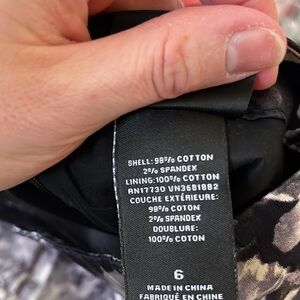 SHELL: 98% COTTON
2% SPANDEX
LINING: 100% COTTON
RN17730 VN3681882
COUCHE EXTÉRIEURE:
98% COTON
2% SPANDEX
DOUBLURE:
100% COTON
6
MADE IN CHINA
FABRIQUÉ EN CHINE